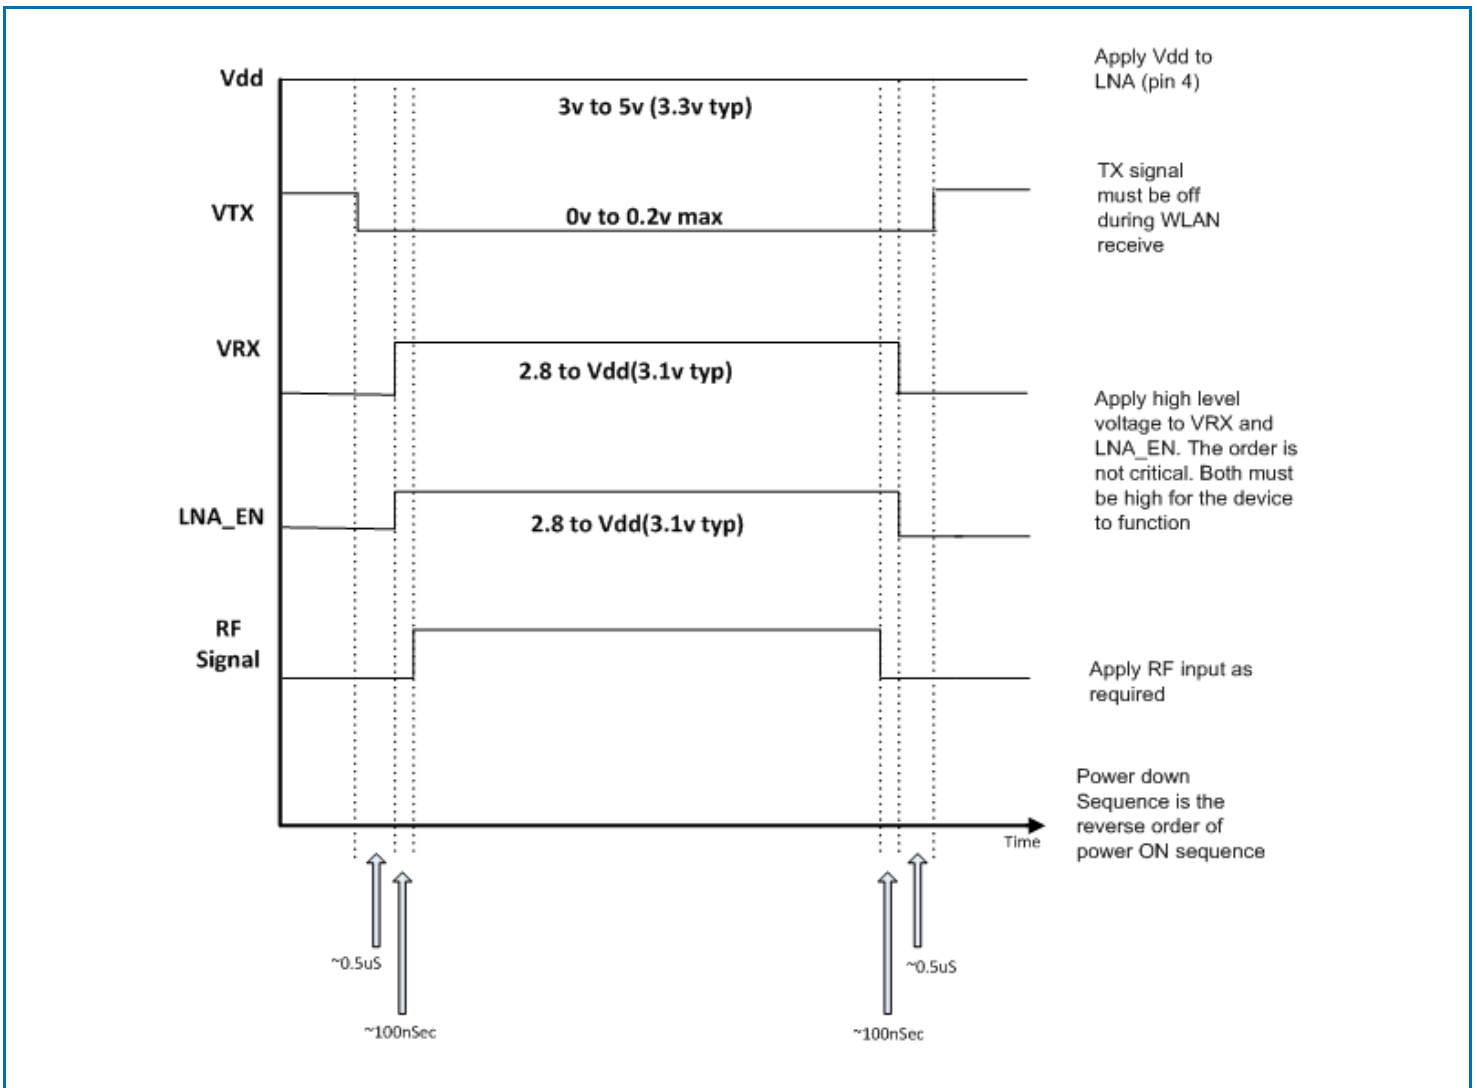 Vdd
3v to 5v (3.3v typ)
Apply Vdd to
LNA (pin 4)
VTX
0v to 0.2v max
TX signal
must be off
during WLAN
receive
VRX
2.8 to Vdd(3.1v typ)
Apply high level
voltage to VRX and
LNA_EN. The order is
not critical. Both must
be high for the device
to function
LNA_EN
2.8 to Vdd(3.1v typ)
RF
Signal
Apply RF input as
required
Power down
Sequence is the
reverse order of
power ON sequence
Time
~0.5uS
~0.5uS
~100nSec
~100nSec